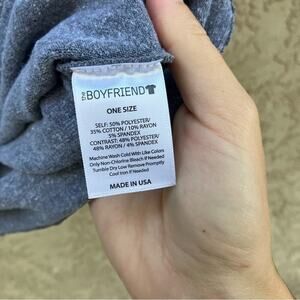 the BOYFRIEND
ONE SIZE
SELF: 50% POLYESTER/
35% COTTON / 10% RAYON
5% SPANDEX
CONTRAST: 48% POLYESTER/
48% RAYON / 4% SPANDEX
Machine Wash Cold With Like Colors
Only Non-Chlorine Bleach If Needed
Tumble Dry Low Remove Promptly
Cool Iron if Needed
MADE IN USA